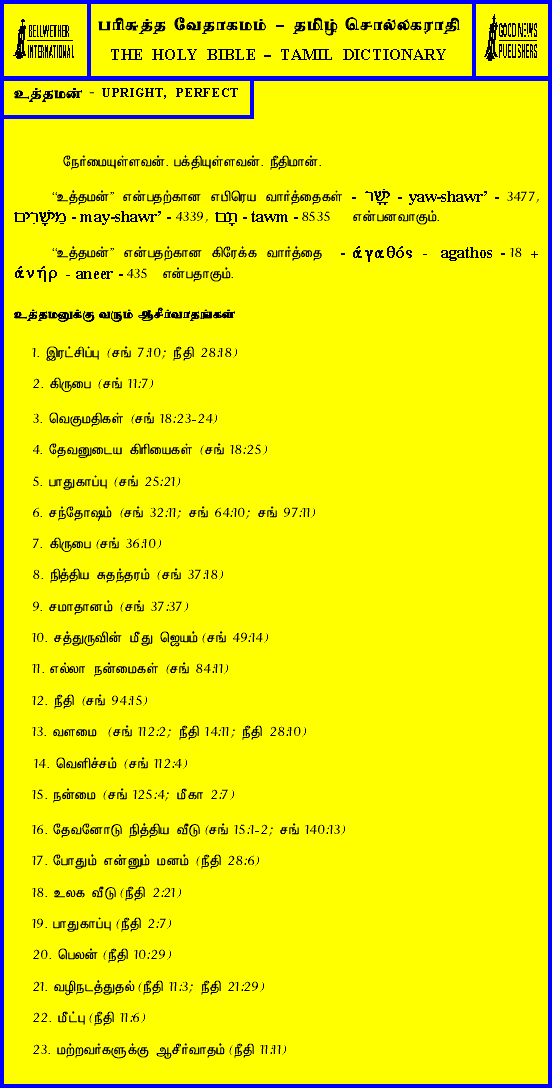 BELLWETHER
INTERNATIONAL
பரிசுத்த வேதாகமம் – தமிழ் சொல்லகராதி
THE HOLY BIBLE – TAMIL DICTIONARY
GOOD NEWS
PUBLISHERS
உத்தமன் - UPRIGHT, PERFECT
நேர்மையுள்ளவன். பக்தியுள்ளவன். நீதிமான்.
“உத்தமன்” என்பதற்கான எபிரெய வார்த்தைகள் - יָשָׁר - yaw-shawr’ - 3477,
מֵישָׁרִים - may-shawr’ - 4339, תָּם - tawm - 8535 என்பனவாகும்.
“உத்தமன்” என்பதற்கான கிரேக்க வார்த்தை - άγαθός - agathos - 18 +
άνήρ - aneer - 435 என்பதாகும்.
உத்தமனுக்கு வரும் ஆசீர்வாதங்கள்
1. இரட்சிப்பு (சங் 7:10; நீதி 28:18)
2. கிருபை (சங் 11:7)
3. வெகுமதிகள் (சங் 18:23-24)
4. தேவனுடைய கிரியைகள் (சங் 18:25)
5. பாதுகாப்பு (சங் 25:21)
6. சந்தோஷம் (சங் 32:11; சங் 64:10; சங் 97:11)
7. கிருபை (சங் 36:10)
8. நித்திய சுதந்தரம் (சங் 37:18)
9. சமாதானம் (சங் 37:37)
10. சத்துருவின் மீது ஜெயம் (சங் 49:14)
11. எல்லா நன்மைகள் (சங் 84:11)
12. நீதி (சங் 94:15)
13. வளமை (சங் 112:2; நீதி 14:11; நீதி 28:10)
14. வெளிச்சம் (சங் 112:4)
15. நன்மை (சங் 125:4; மீகா 2:7)
16. தேவனோடு நித்திய வீடு (சங் 15:1-2; சங் 140:13)
17. போதும் என்னும் மனம் (நீதி 28:6)
18. உலக வீடு (நீதி 2:21)
19. பாதுகாப்பு (நீதி 2:7)
20. பெலன் (நீதி 10:29)
21. வழிநடத்துதல் (நீதி 11:3; நீதி 21:29)
22. மீட்பு (நீதி 11:6)
23. மற்றவர்களுக்கு ஆசீர்வாதம் (நீதி 11:11)